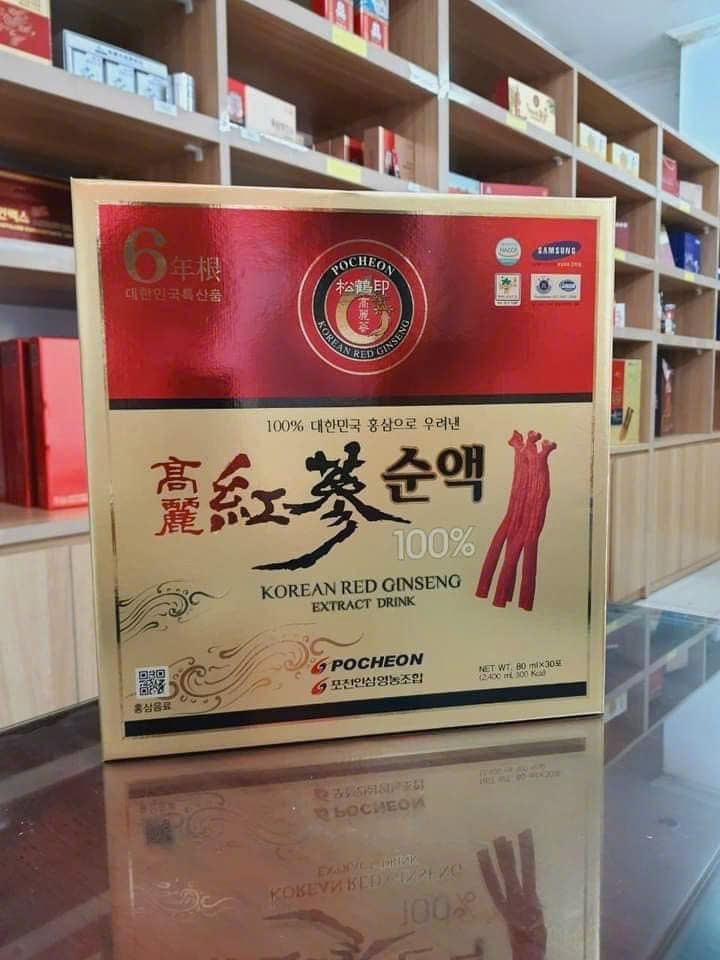 6年根
대한민국특산품
POCHEON
松鶴印
高麗蔘
KOREAN RED GINSENG
HACCP
SAMSUNG
100% 대한민국 홍삼으로 우려낸
高麗紅蔘순액
100%
KOREAN RED GINSENG
EXTRACT DRINK
POCHEON
포천인삼영농조합
NET WT. 80 ml×30포
(2,400 mL 300 Kcal)
홍삼음료